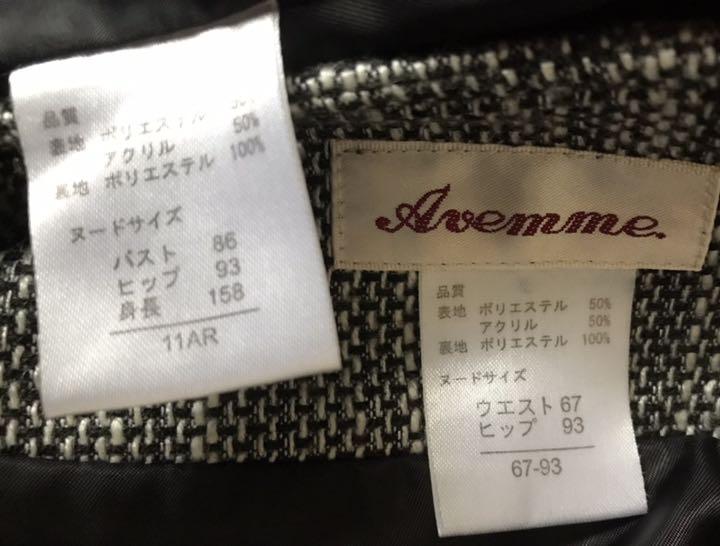 品質
表地 ポリエステル 50%
アクリル 50%
裏地 ポリエステル 100%
ヌードサイズ
バスト 86
ヒップ 93
身長 158
11AR
Avemme.
品質
表地 ポリエステル 50%
アクリル 50%
裏地 ポリエステル 100%
ヌードサイズ
ウエスト 67
ヒップ 93
67-93